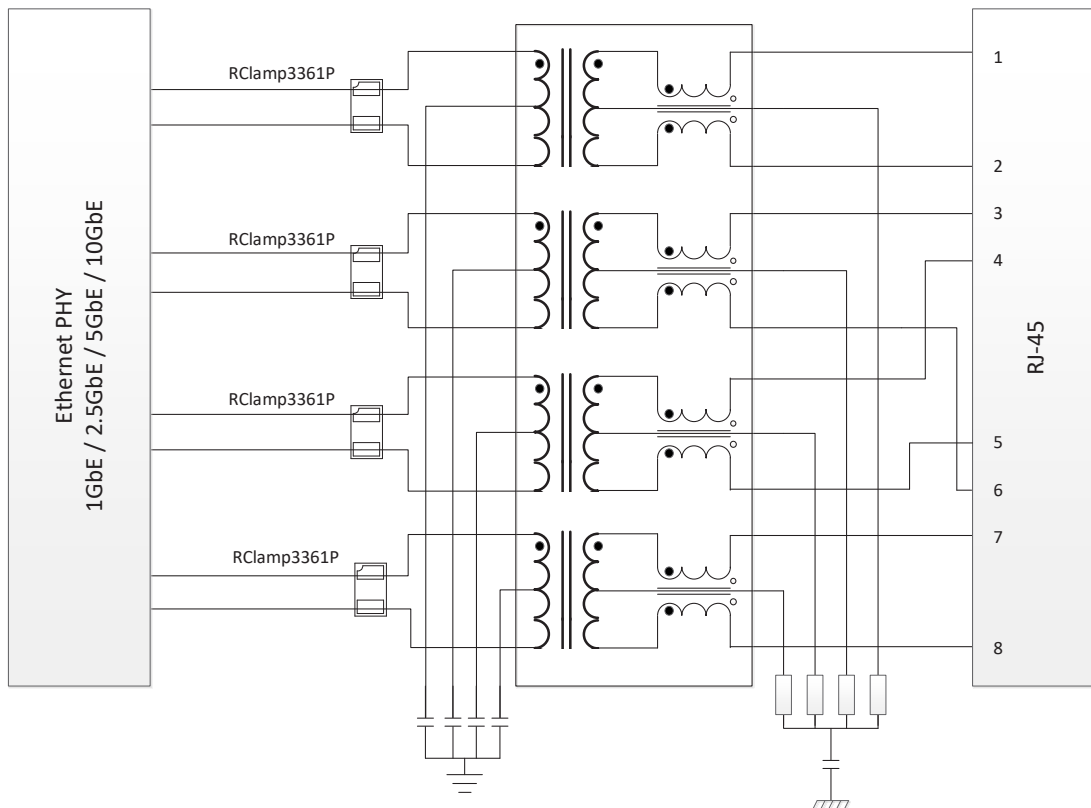 Ethernet PHY
1GbE / 2.5GbE / 5GbE / 10GbE
RClamp3361P
RClamp3361P
RClamp3361P
RClamp3361P
1
2
3
4
5
6
7
8
RJ-45